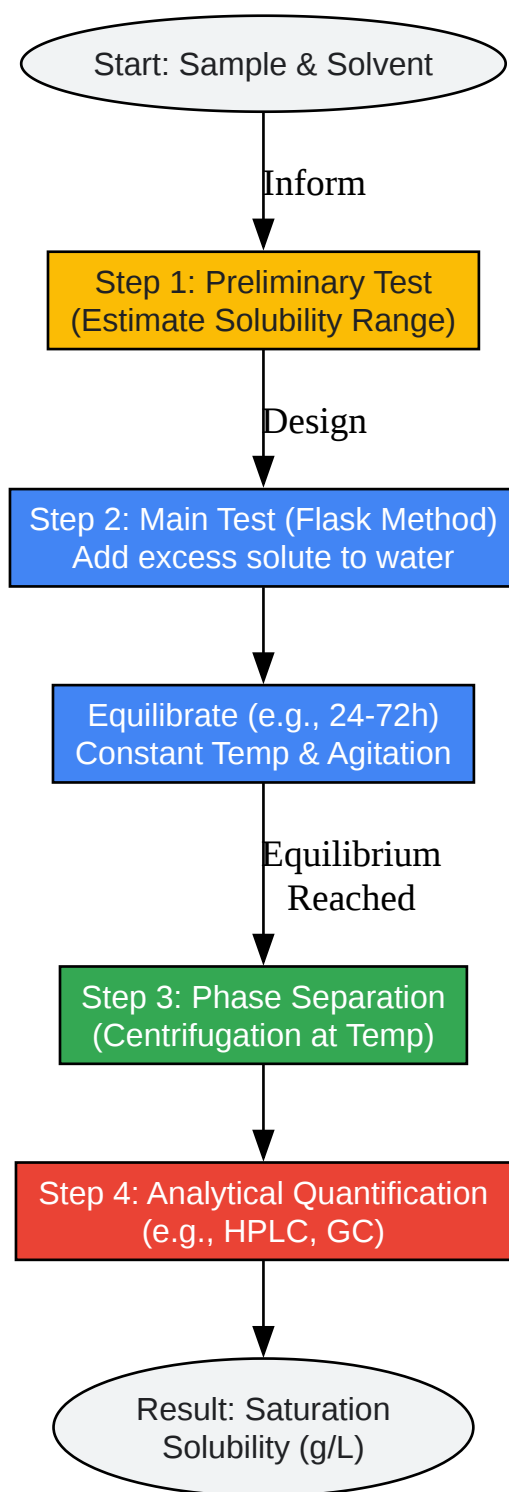 Start: Sample & Solvent
Inform
Step 1: Preliminary Test
(Estimate Solubility Range)
Design
Step 2: Main Test (Flask Method)
Add excess solute to water
Equilibrate (e.g., 24-72h)
Constant Temp & Agitation
Equilibrium
Reached
Step 3: Phase Separation
(Centrifugation at Temp)
Step 4: Analytical Quantification
(e.g., HPLC, GC)
Result: Saturation
Solubility (g/L)